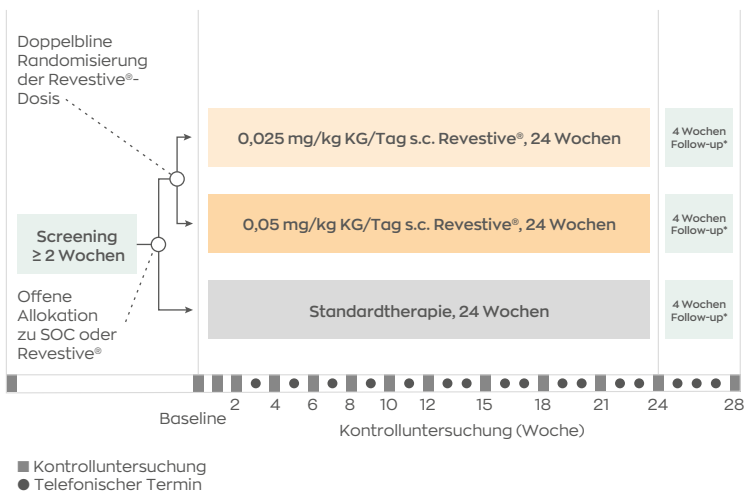 Doppelbline
Randomisierung
der Revestive®-
Dosis
0,025 mg/kg KG/Tag s.c. Revestive®, 24 Wochen
4 Wochen
Follow-up*
0,05 mg/kg KG/Tag s.c. Revestive®, 24 Wochen
4 Wochen
Follow-up*
Screening
≥ 2 Wochen
Offene
Allokation
zu SOC oder
Revestive®
Standardtherapie, 24 Wochen
4 Wochen
Follow-up*
2 4 6 8 10 12 15 18 21 24 28
Baseline
Kontrolluntersuchung (Woche)
Kontrolluntersuchung
Telefonischer Termin